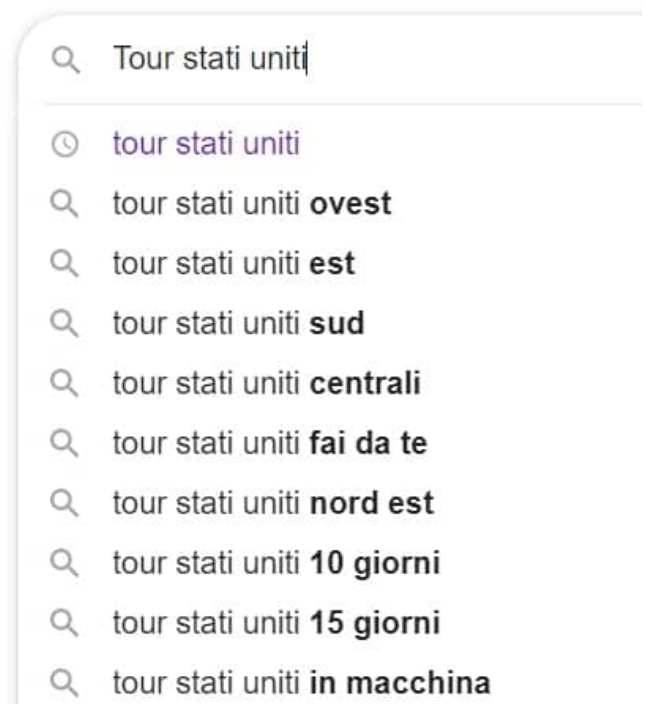 Tour stati uniti
tour stati uniti
tour stati uniti ovest
tour stati uniti est
tour stati uniti sud
tour stati uniti centrali
tour stati uniti fai da te
tour stati uniti nord est
tour stati uniti 10 giorni
tour stati uniti 15 giorni
tour stati uniti in macchina